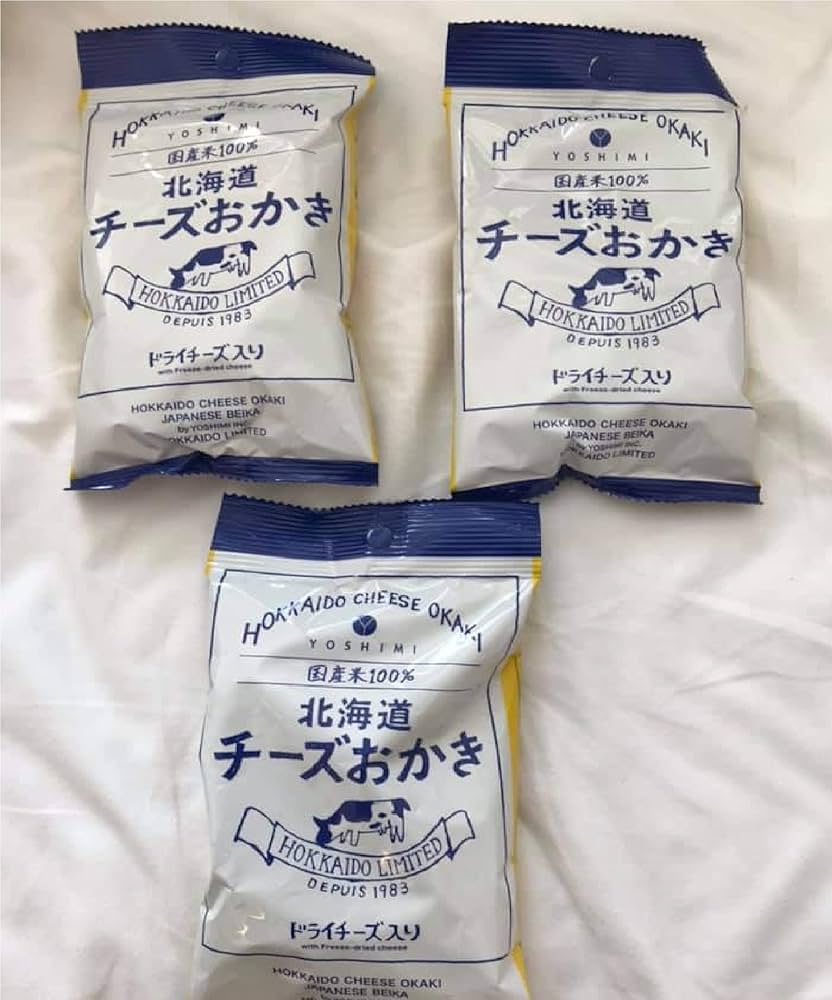 HOKKAIDO CHEESE OKAKI
YOSHIMI
国産米100%
北海道
チーズおかき
HOKKAIDO LIMITED
DEPUIS 1983
ドライチーズ入り
with Freeze-dried cheese
HOKKAIDO CHEESE OKAKI
JAPANESE BEIKA
by YOSHIMI INC.
HOKKAIDO LIMITED
HOKKAIDO CHEESE OKAKI
YOSHIMI
国産米100%
北海道
チーズおかき
HOKKAIDO LIMITED
DEPUIS 1983
ドライチーズ入り
with Freeze-dried cheese
HOKKAIDO CHEESE OKAKI
JAPANESE BEIKA
by YOSHIMI INC.
HOKKAIDO LIMITED
HOKKAIDO CHEESE OKAKI
YOSHIMI
国産米100%
北海道
チーズおかき
HOKKAIDO LIMITED
DEPUIS 1983
ドライチーズ入り
with Freeze-dried cheese
HOKKAIDO CHEESE OKAKI
JAPANESE BEIKA